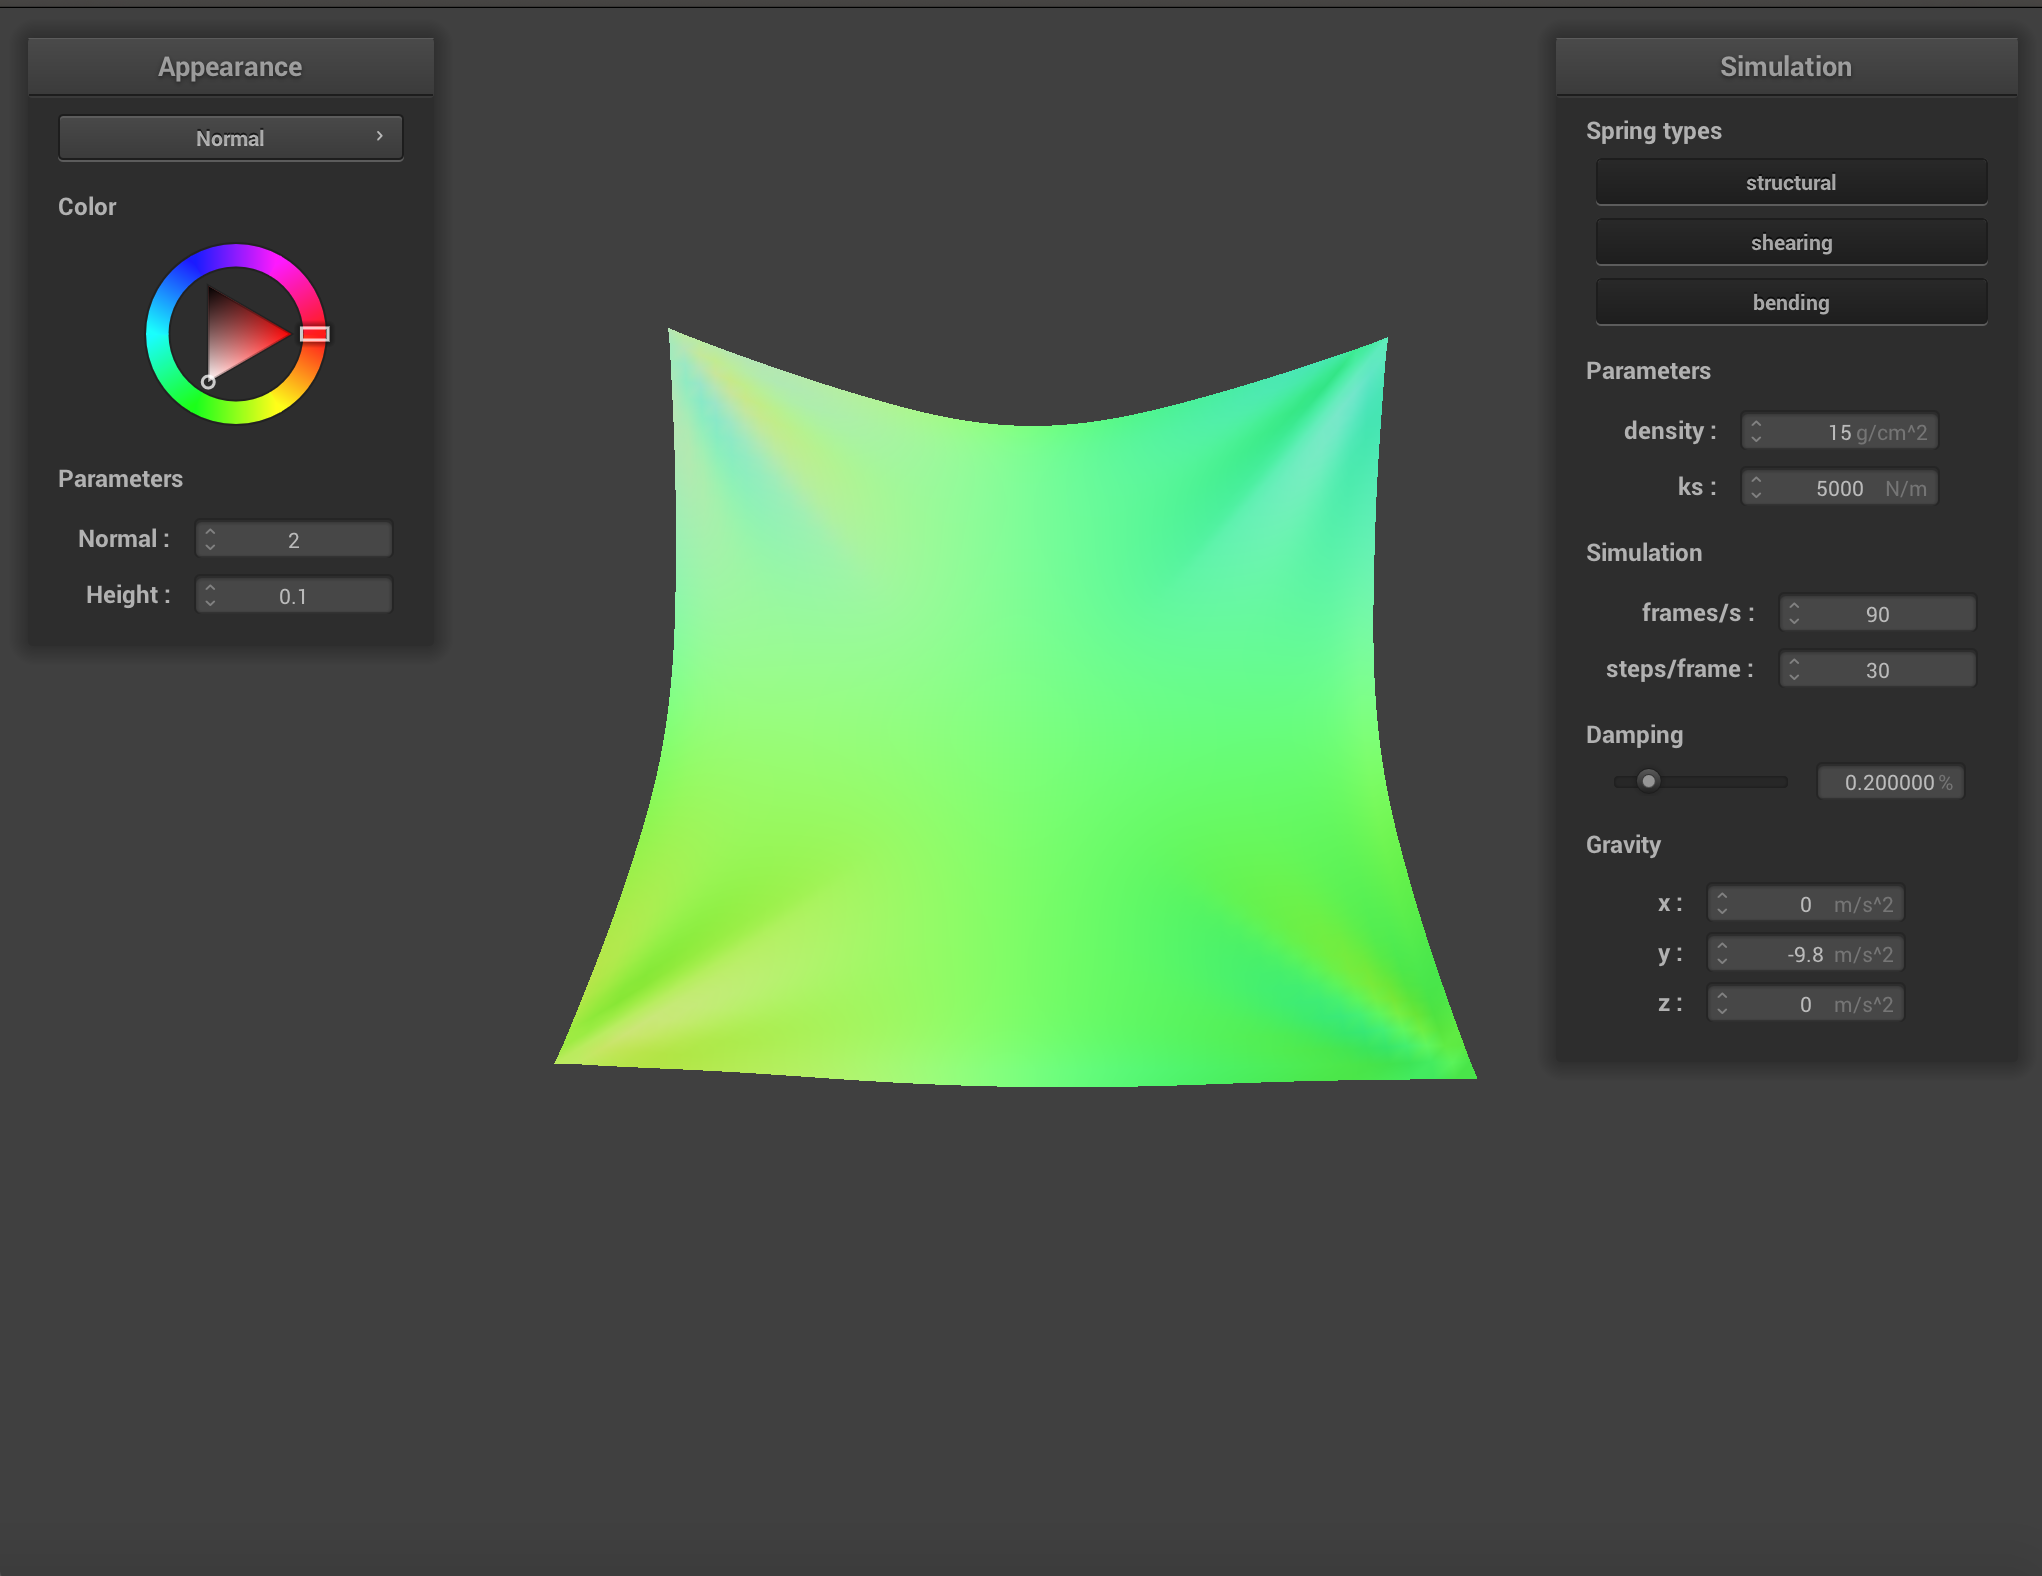 Appearance
Normal
Color
Parameters
Normal : 2
Height : 0.1
Simulation
Spring types
structural
shearing
bending
Parameters
density : 15 g/cm^2
ks : 5000 N/m
Simulation
frames/s : 90
steps/frame : 30
Damping
0.200000 %
Gravity
x : 0 m/s^2
y : -9.8 m/s^2
z : 0 m/s^2